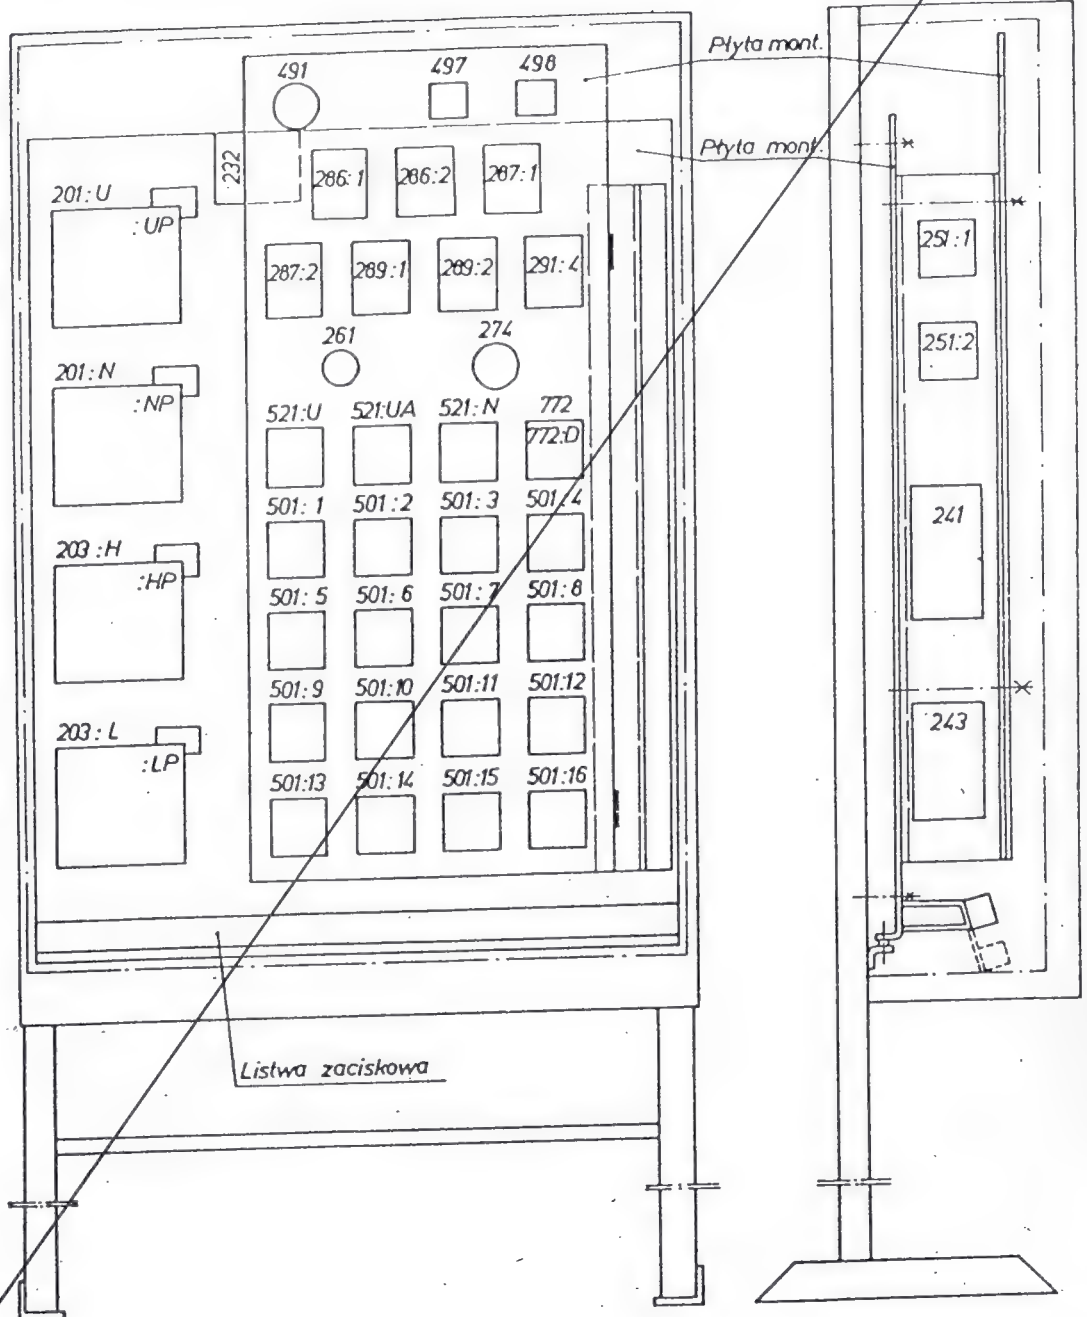 491 497 498
Płyta mont.
232
286:1 286:2 287:1
Płyta mont.
201:U
:UP
251:1
287:2 289:1 289:2 291:4
261 274
251:2
201:N
:NP
521:U 521:UA 521:N 772
772:D
501:1 501:2 501:3 501:4
241
203:H
:HP
501:5 501:6 501:7 501:8
501:9 501:10 501:11 501:12
243
203:L
:LP
501:13 501:14 501:15 501:16
Listwa zaciskowa